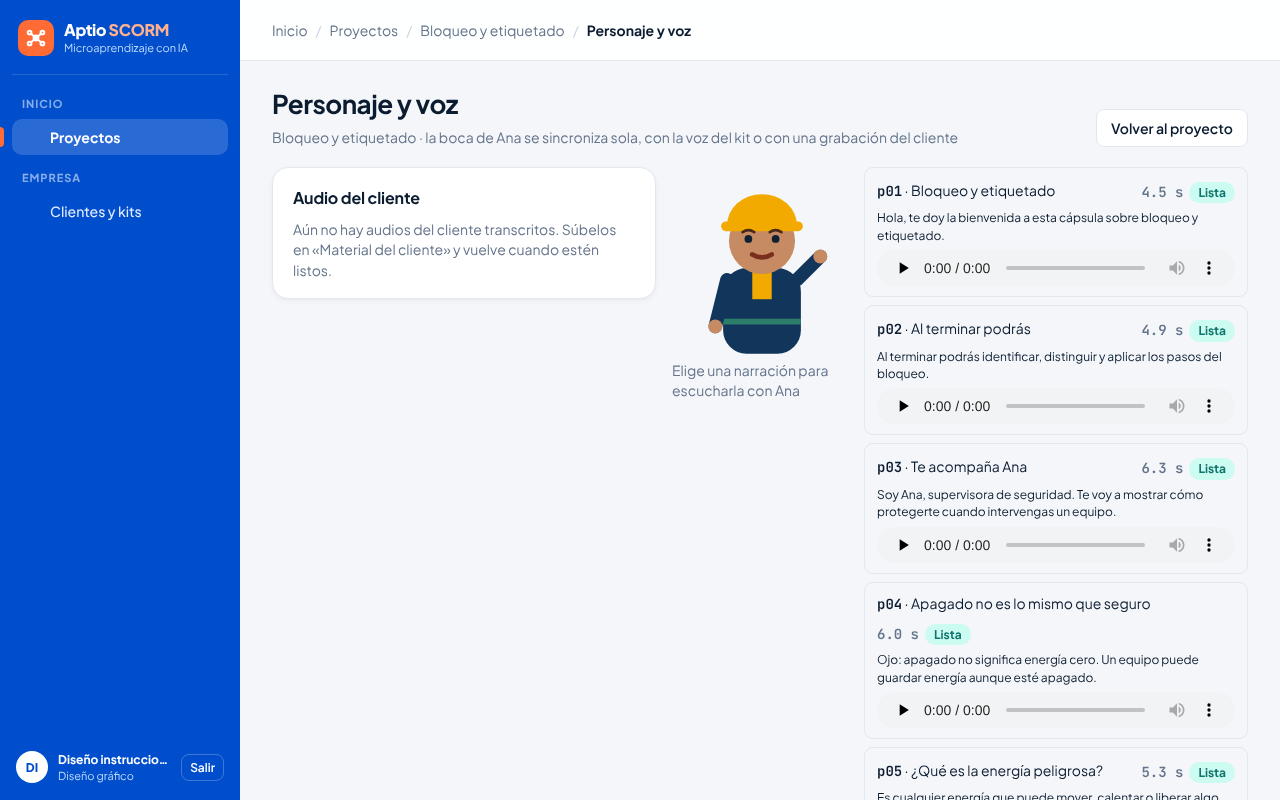 Aptio SCORM
Microaprendizaje con IA
INICIO
Proyectos
EMPRESA
Clientes y kits
DI
Diseño instruccio…
Diseño gráfico
Salir
Inicio / Proyectos / Bloqueo y etiquetado / Personaje y voz
Personaje y voz
Bloqueo y etiquetado · la boca de Ana se sincroniza sola, con la voz del kit o con una grabación del cliente
Volver al proyecto
Audio del cliente
Aún no hay audios del cliente transcritos. Súbelos
en «Material del cliente» y vuelve cuando estén
listos.
Elige una narración para
escucharla con Ana
p01 · Bloqueo y etiquetado 4.5 s Lista
Hola, te doy la bienvenida a esta cápsula sobre bloqueo y
etiquetado.
0:00 / 0:00
p02 · Al terminar podrás 4.9 s Lista
Al terminar podrás identificar, distinguir y aplicar los pasos del
bloqueo.
0:00 / 0:00
p03 · Te acompaña Ana 6.3 s Lista
Soy Ana, supervisora de seguridad. Te voy a mostrar cómo
protegerte cuando intervengas un equipo.
0:00 / 0:00
p04 · Apagado no es lo mismo que seguro
6.0 s Lista
Ojo: apagado no significa energía cero. Un equipo puede
guardar energía aunque esté apagado.
0:00 / 0:00
p05 · ¿Qué es la energía peligrosa? 5.3 s Lista
Es cualquier energía que puede mover, calentar o liberar algo